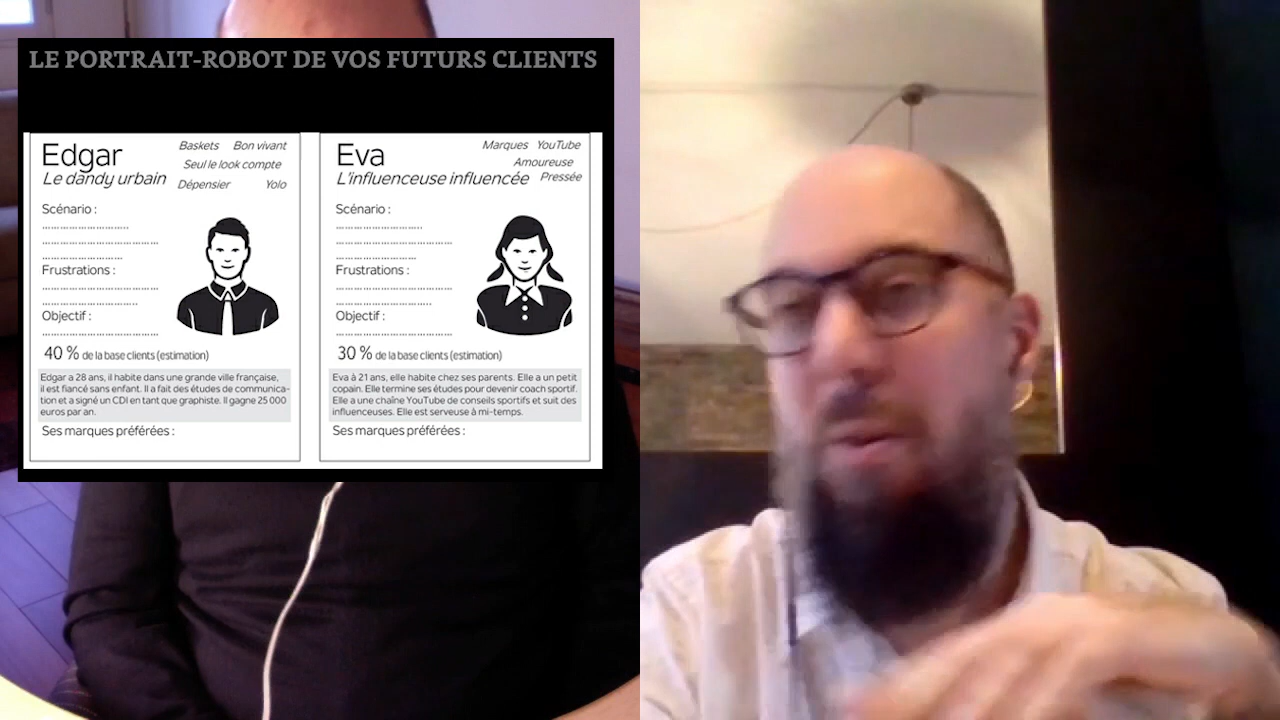 LE PORTRAIT-ROBOT DE VOS FUTURS CLIENTS
Edgar
Le dandy urbain
Baskets Bon vivant
Seul le look compte
Dépensier Yolo
Scénario :
Frustrations :
Objectif :
40 % de la base clients (estimation)
Edgar a 28 ans, il habite dans une grande ville française,
il est fiancé sans enfant. Il a fait des études de communica-
tion et a signé un CDI en tant que graphiste. Il gagne 25 000
euros par an.
Ses marques préférées :
Eva
L'influenceuse influencée
Marques YouTube
Amoureuse
Pressée
Scénario :
Frustrations :
Objectif :
30 % de la base clients (estimation)
Eva à 21 ans, elle habite chez ses parents. Elle a un petit
copain. Elle termine ses études pour devenir coach sportif.
Elle a une chaîne YouTube de conseils sportifs et suit des
influenceuses. Elle est serveuse à mi-temps.
Ses marques préférées :